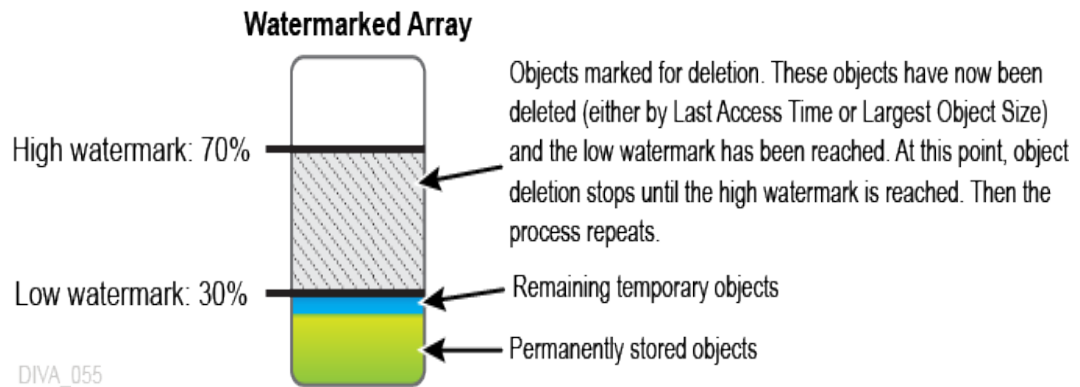 Watermarked Array
Objects marked for deletion. These objects have now been
deleted (either by Last Access Time or Largest Object Size)
and the low watermark has been reached. At this point, object
deletion stops until the high watermark is reached. Then the
process repeats.
High watermark: 70%
Low watermark: 30%
Remaining temporary objects
Permanently stored objects
DIVA_055